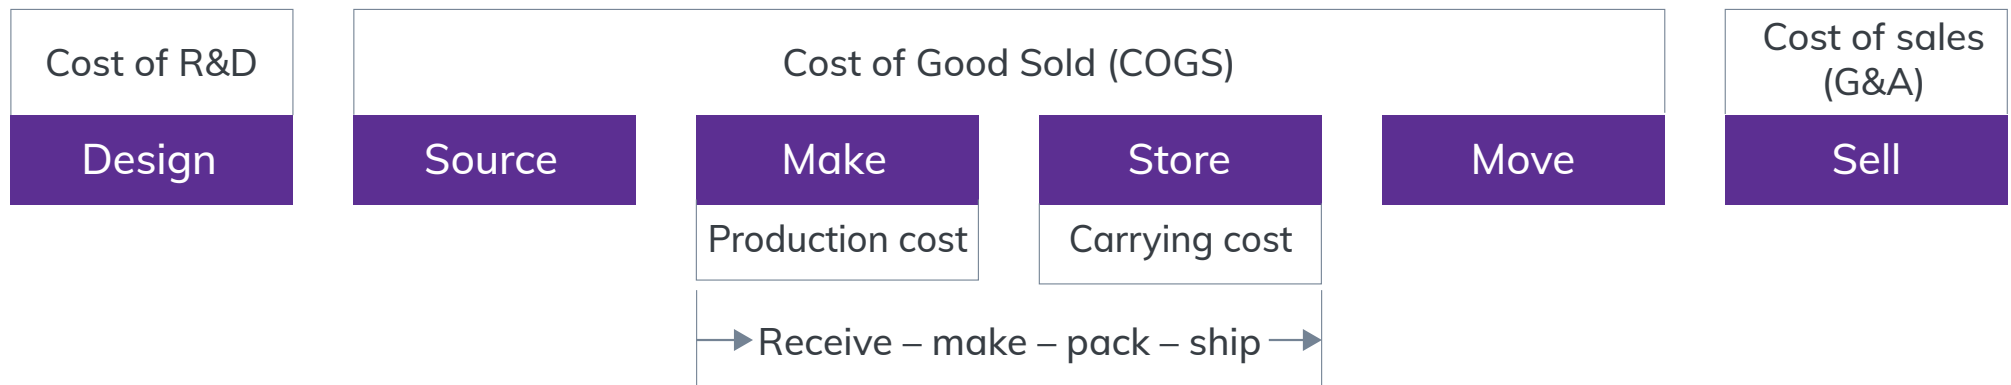 Cost of R&D
Cost of Good Sold (COGS)
Cost of sales
(G&A)
Design
Source
Make
Store
Move
Sell
Production cost
Carrying cost
Receive – make – pack – ship